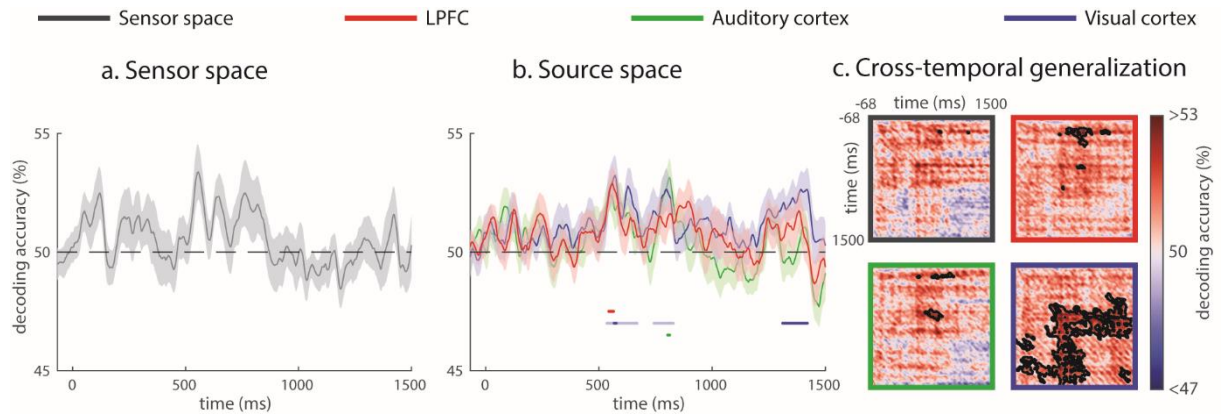 Sensor space LPFC Auditory cortex Visual cortex
a. Sensor space
b. Source space
c. Cross-temporal generalization
55
50
45
decoding accuracy (%)
0 500 1000 1500
time (ms)
55
50
45
0 500 1000 1500
time (ms)
-68 time (ms) 1500
-68
time (ms)
1500
>53
50
<47
decoding accuracy (%)